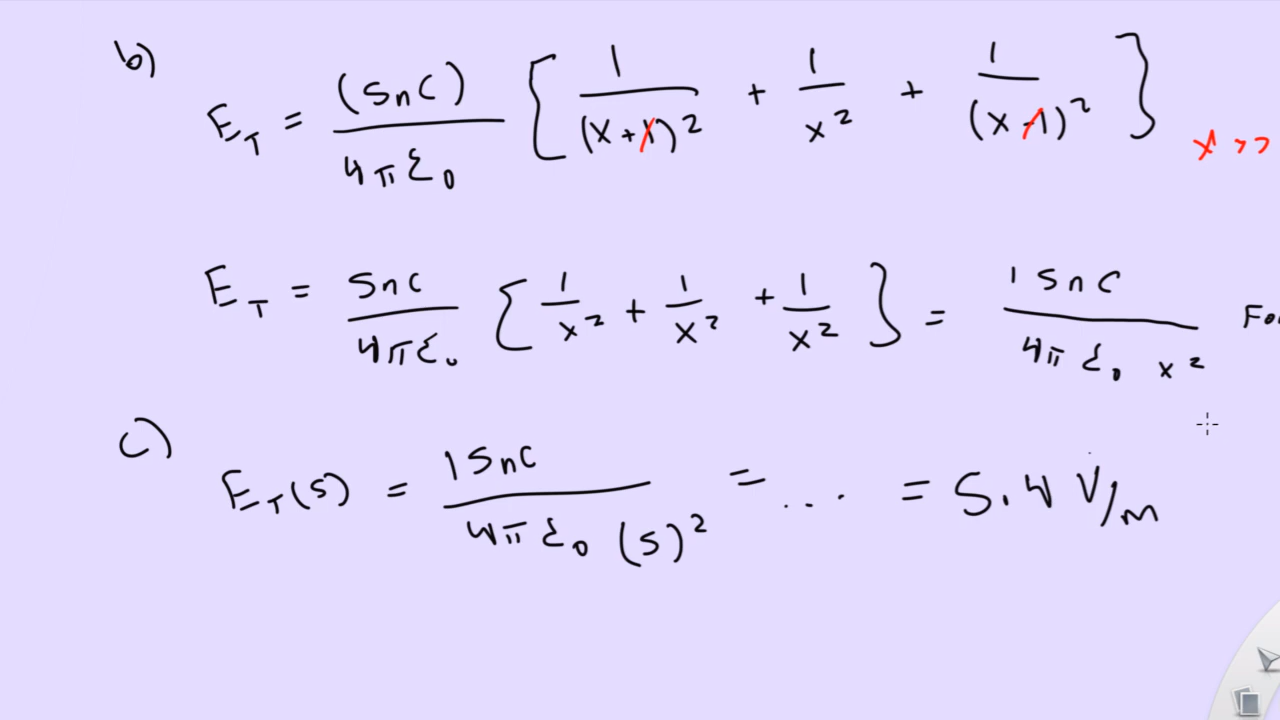 b)
E_T = (5nC) / 4πε₀ [ 1/(x+1)² + 1/x² + 1/(x-1)² ] x >>
E_T = 5nC / 4πε₀ [ 1/x² + 1/x² + 1/x² ] = 15nC / 4πε₀ x² For
c)
E_T(5) = 15nC / 4πε₀ (5)² = ... = 5.4 V/m